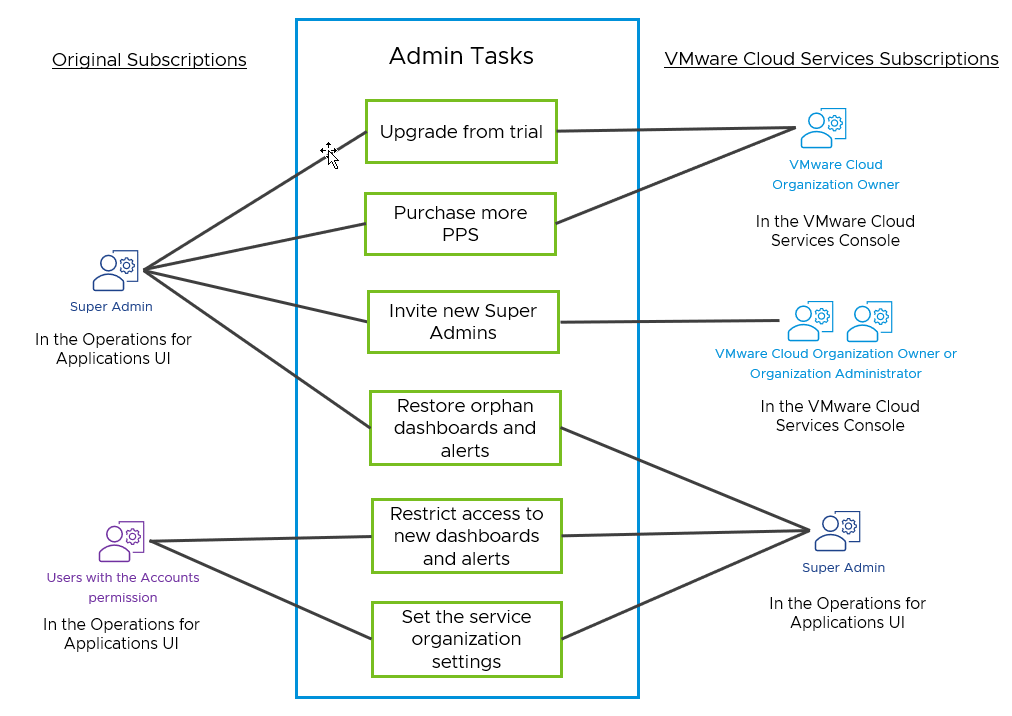 Original Subscriptions
Admin Tasks
VMware Cloud Services Subscriptions
Upgrade from trial
Purchase more
PPS
Invite new Super
Admins
Restore orphan
dashboards and
alerts
Restrict access to
new dashboards
and alerts
Set the service
organization
settings
Super Admin
In the Operations for
Applications UI
Users with the Accounts
permission
In the Operations for
Applications UI
VMware Cloud
Organization Owner
In the VMware Cloud
Services Console
VMware Cloud Organization Owner or
Organization Administrator
In the VMware Cloud
Services Console
Super Admin
In the Operations for
Applications UI